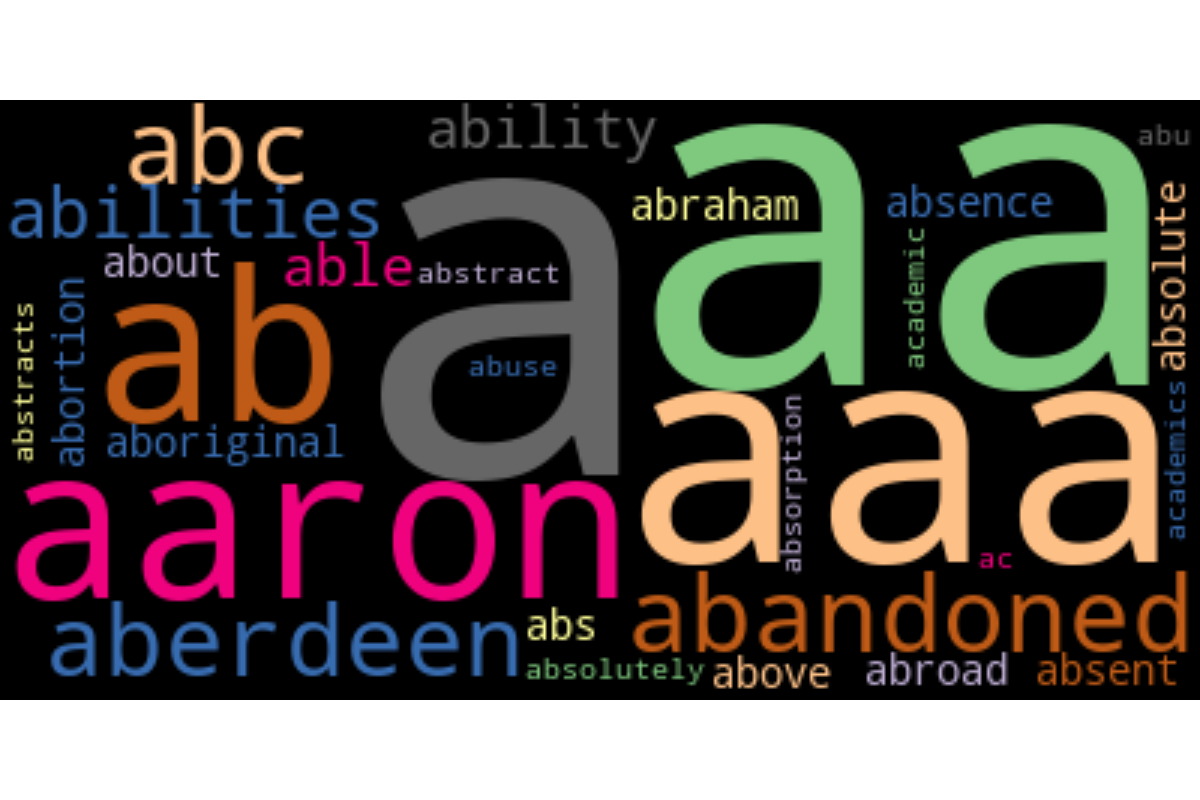 abc
ability
aa
abu
abilities
abraham
absence
absolute
about
able
abstract
a
academic
abstracts
abortion
ab
abuse
aboriginal
aaa
absorption
academics
aaron
ac
aberdeen
abs
abandoned
absolutely
above
abroad
absent